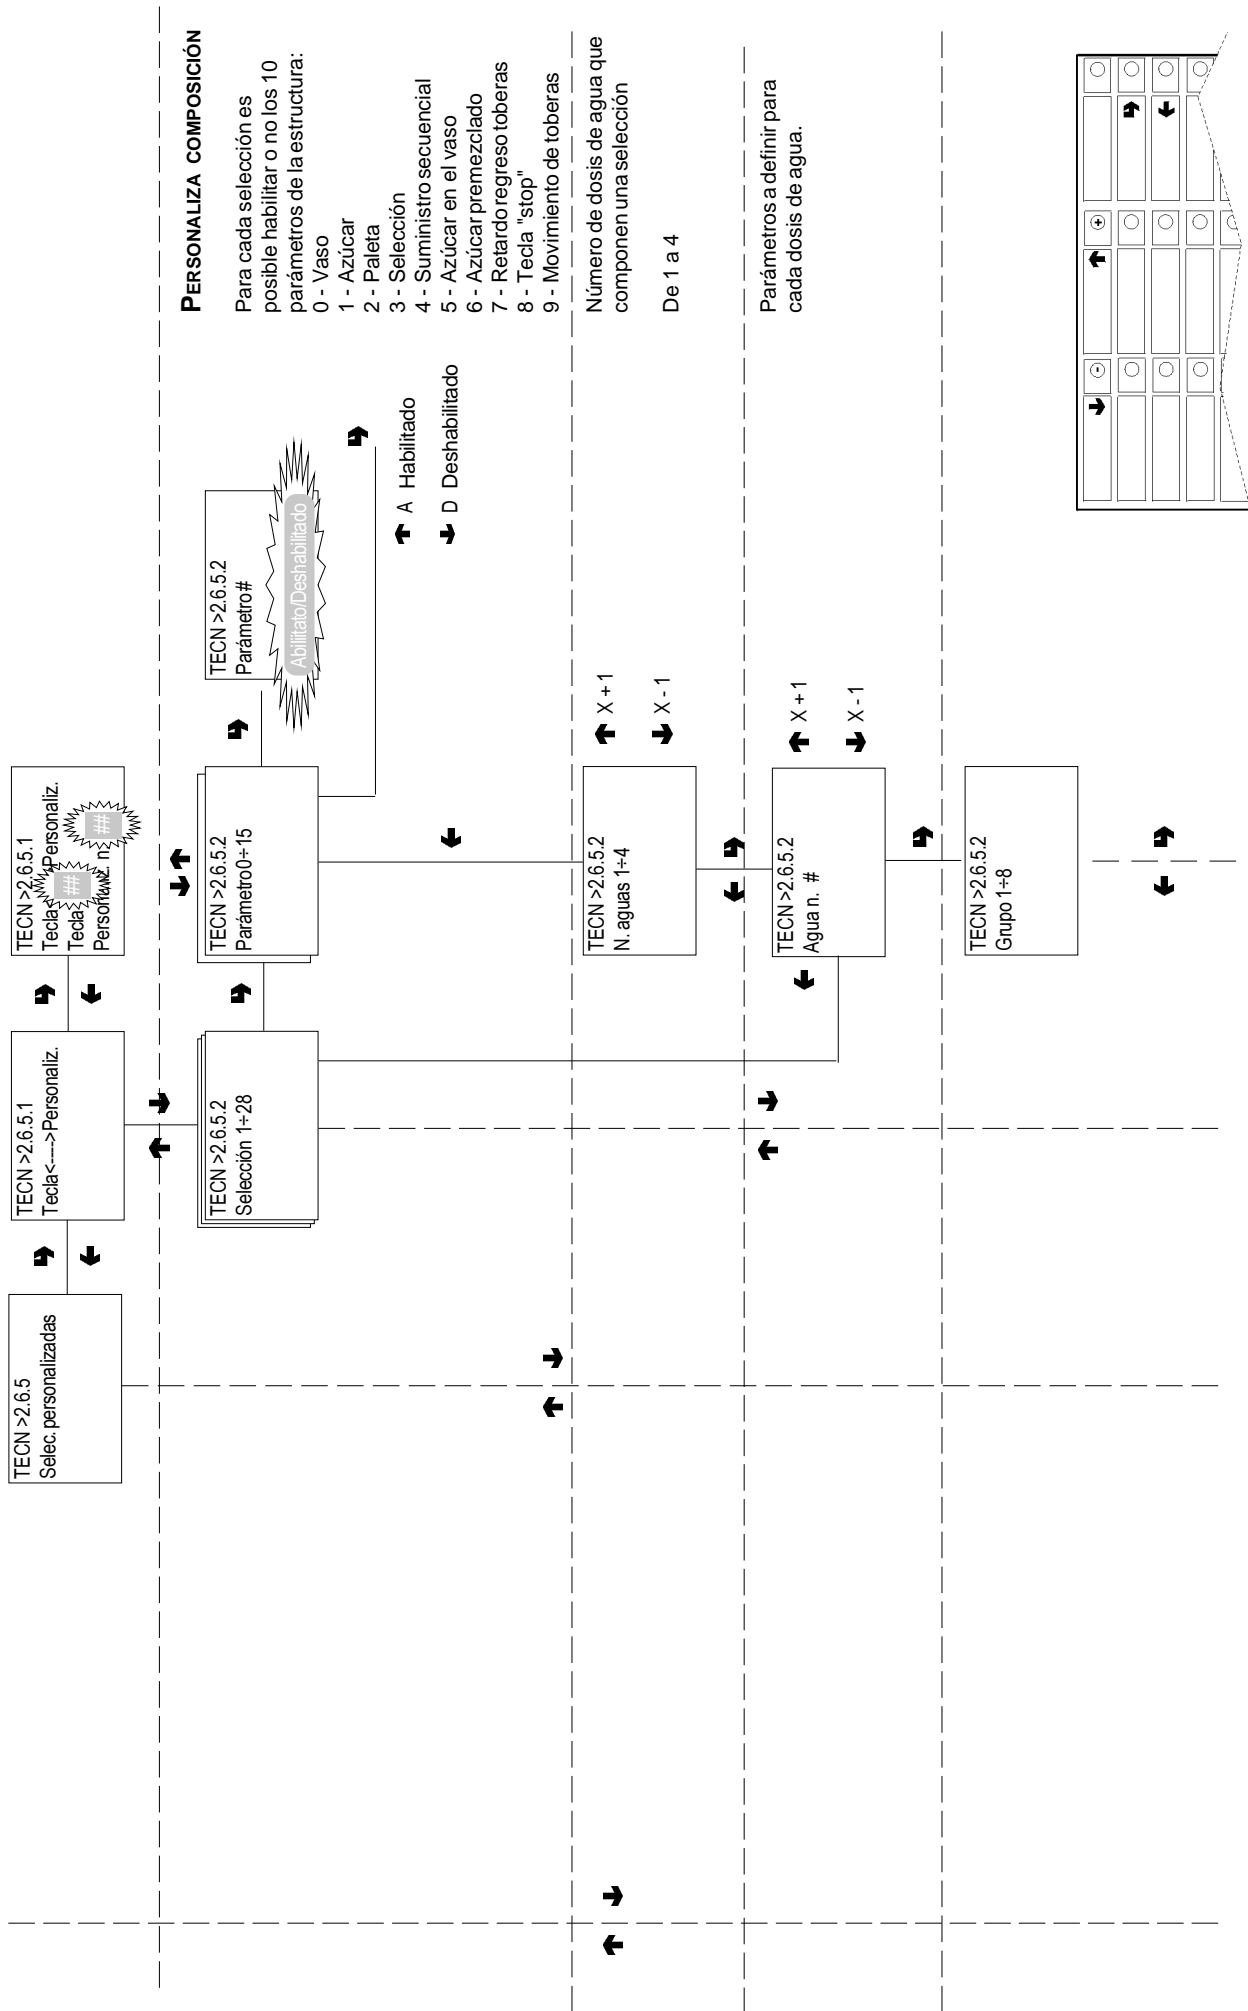 TECN >2.6.5
Selec. personalizadas
TECN >2.6.5.1
Tecla<---->Personaliz.
TECN >2.6.5.1
Tecla<---->Personaliz.
Tecla ##
Personaliz. n. ##
PERSONALIZA COMPOSICIÓN
Para cada selección es
posible habilitar o no los 10
parámetros de la estructura:
0 - Vaso
1 - Azúcar
2 - Paleta
3 - Selección
4 - Suministro secuencial
5 - Azúcar en el vaso
6 - Azúcar premezclado
7 - Retardo regreso toberas
8 - Tecla "stop"
9 - Movimiento de toberas
TECN >2.6.5.2
Selección 1÷28
TECN >2.6.5.2
Parámetro0÷15
TECN >2.6.5.2
Parámetro#
Abiliitato/Deshabilitado
A Habilitado
D Deshabilitado
TECN >2.6.5.2
N. aguas 1÷4
X + 1
X - 1
Número de dosis de agua que
componen una selección
De 1 a 4
TECN >2.6.5.2
Agua n. #
X + 1
X - 1
Parámetros a definir para
cada dosis de agua.
TECN >2.6.5.2
Grupo 1÷8
-
+